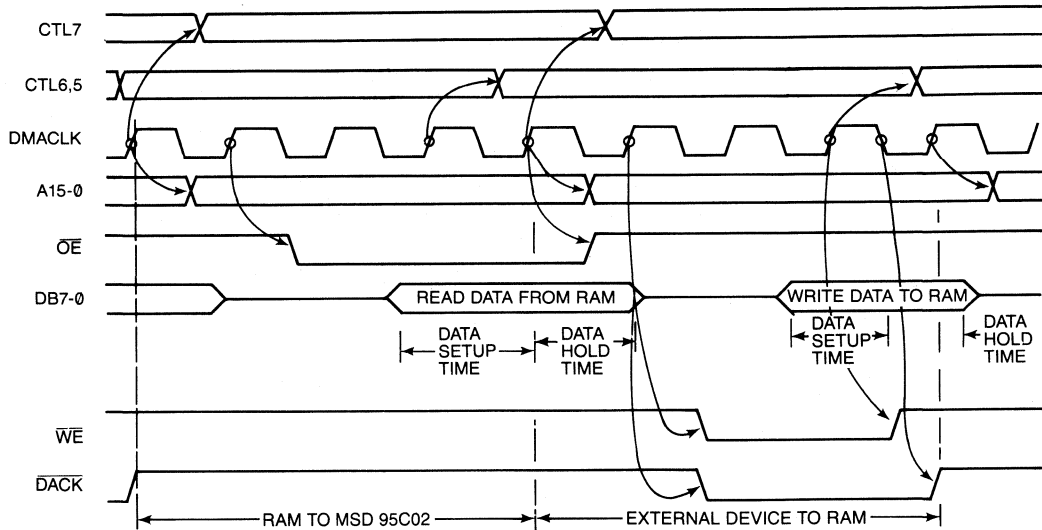 CTL7
CTL6,5
DMACLK
A15-0
OE
DB7-0
READ DATA FROM RAM
WRITE DATA TO RAM
DATA
SETUP
TIME
DATA
HOLD
TIME
DATA
SETUP
TIME
DATA
HOLD
TIME
WE
DACK
RAM TO MSD 95C02
EXTERNAL DEVICE TO RAM